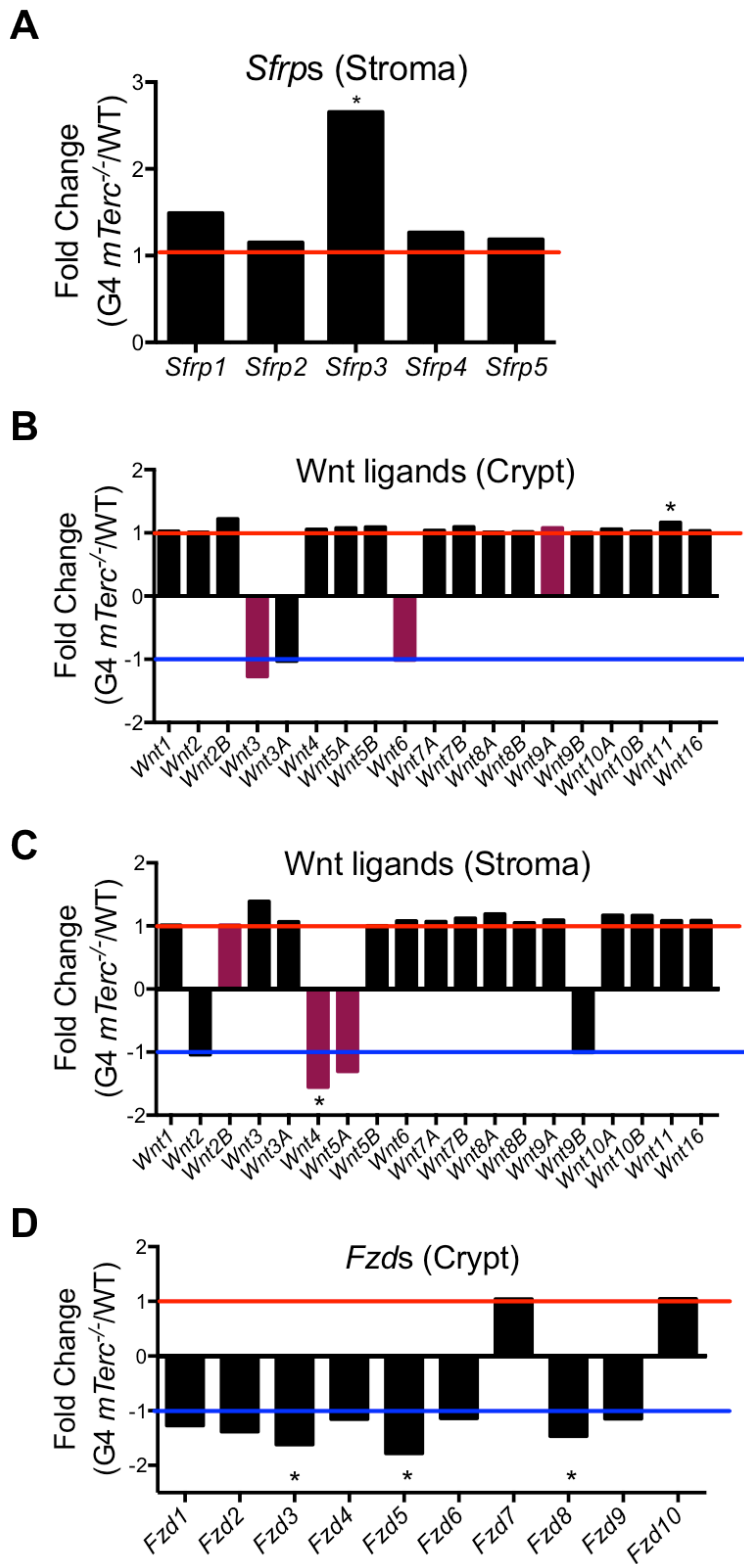 A
Sfrps (Stroma)
Fold Change
(G4 mTerc-/-/WT)
3
*
2
1
0
Sfrp1 Sfrp2 Sfrp3 Sfrp4 Sfrp5
B
Wnt ligands (Crypt)
Fold Change
(G4 mTerc-/-/WT)
2
*
1
0
-1
-2
Wnt1 Wnt2 Wnt2B Wnt3 Wnt3A Wnt4 Wnt5A Wnt5B Wnt6 Wnt7A Wnt7B Wnt8A Wnt8B Wnt9A Wnt9B Wnt10A Wnt10B Wnt11 Wnt16
C
Wnt ligands (Stroma)
Fold Change
(G4 mTerc-/-/WT)
2
1
0
-1
*
-2
Wnt1 Wnt2 Wnt2B Wnt3 Wnt3A Wnt4 Wnt5A Wnt5B Wnt6 Wnt7A Wnt7B Wnt8A Wnt8B Wnt9A Wnt9B Wnt10A Wnt10B Wnt11 Wnt16
D
Fzds (Crypt)
Fold Change
(G4 mTerc-/-/WT)
2
1
0
-1
-2
* * *
Fzd1 Fzd2 Fzd3 Fzd4 Fzd5 Fzd6 Fzd7 Fzd8 Fzd9 Fzd10